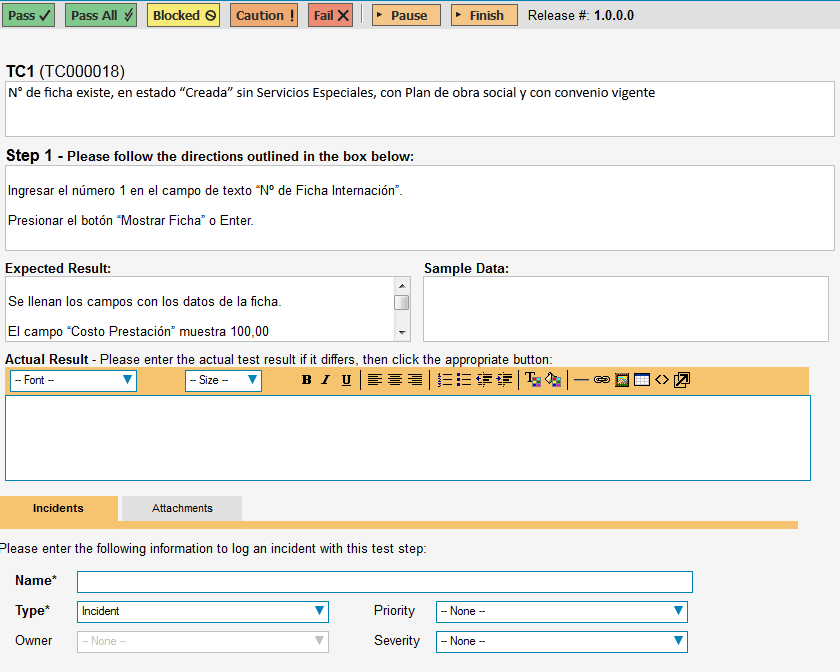 Pass Pass All Blocked Caution ! Fail Pause Finish Release #: 1.0.0.0
TC1 (TC000018)
N° de ficha existe, en estado “Creada” sin Servicios Especiales, con Plan de obra social y con convenio vigente
Step 1 - Please follow the directions outlined in the box below:
Ingresar el número 1 en el campo de texto “Nº de Ficha Internación”.
Presionar el botón “Mostrar Ficha” o Enter.
Expected Result: Sample Data:
Se llenan los campos con los datos de la ficha.
El campo “Costo Prestación” muestra 100,00
Actual Result - Please enter the actual test result if it differs, then click the appropriate button:
-- Font -- -- Size -- B I U
Incidents Attachments
Please enter the following information to log an incident with this test step:
Name*
Type* Incident Priority -- None --
Owner -- None -- Severity -- None --